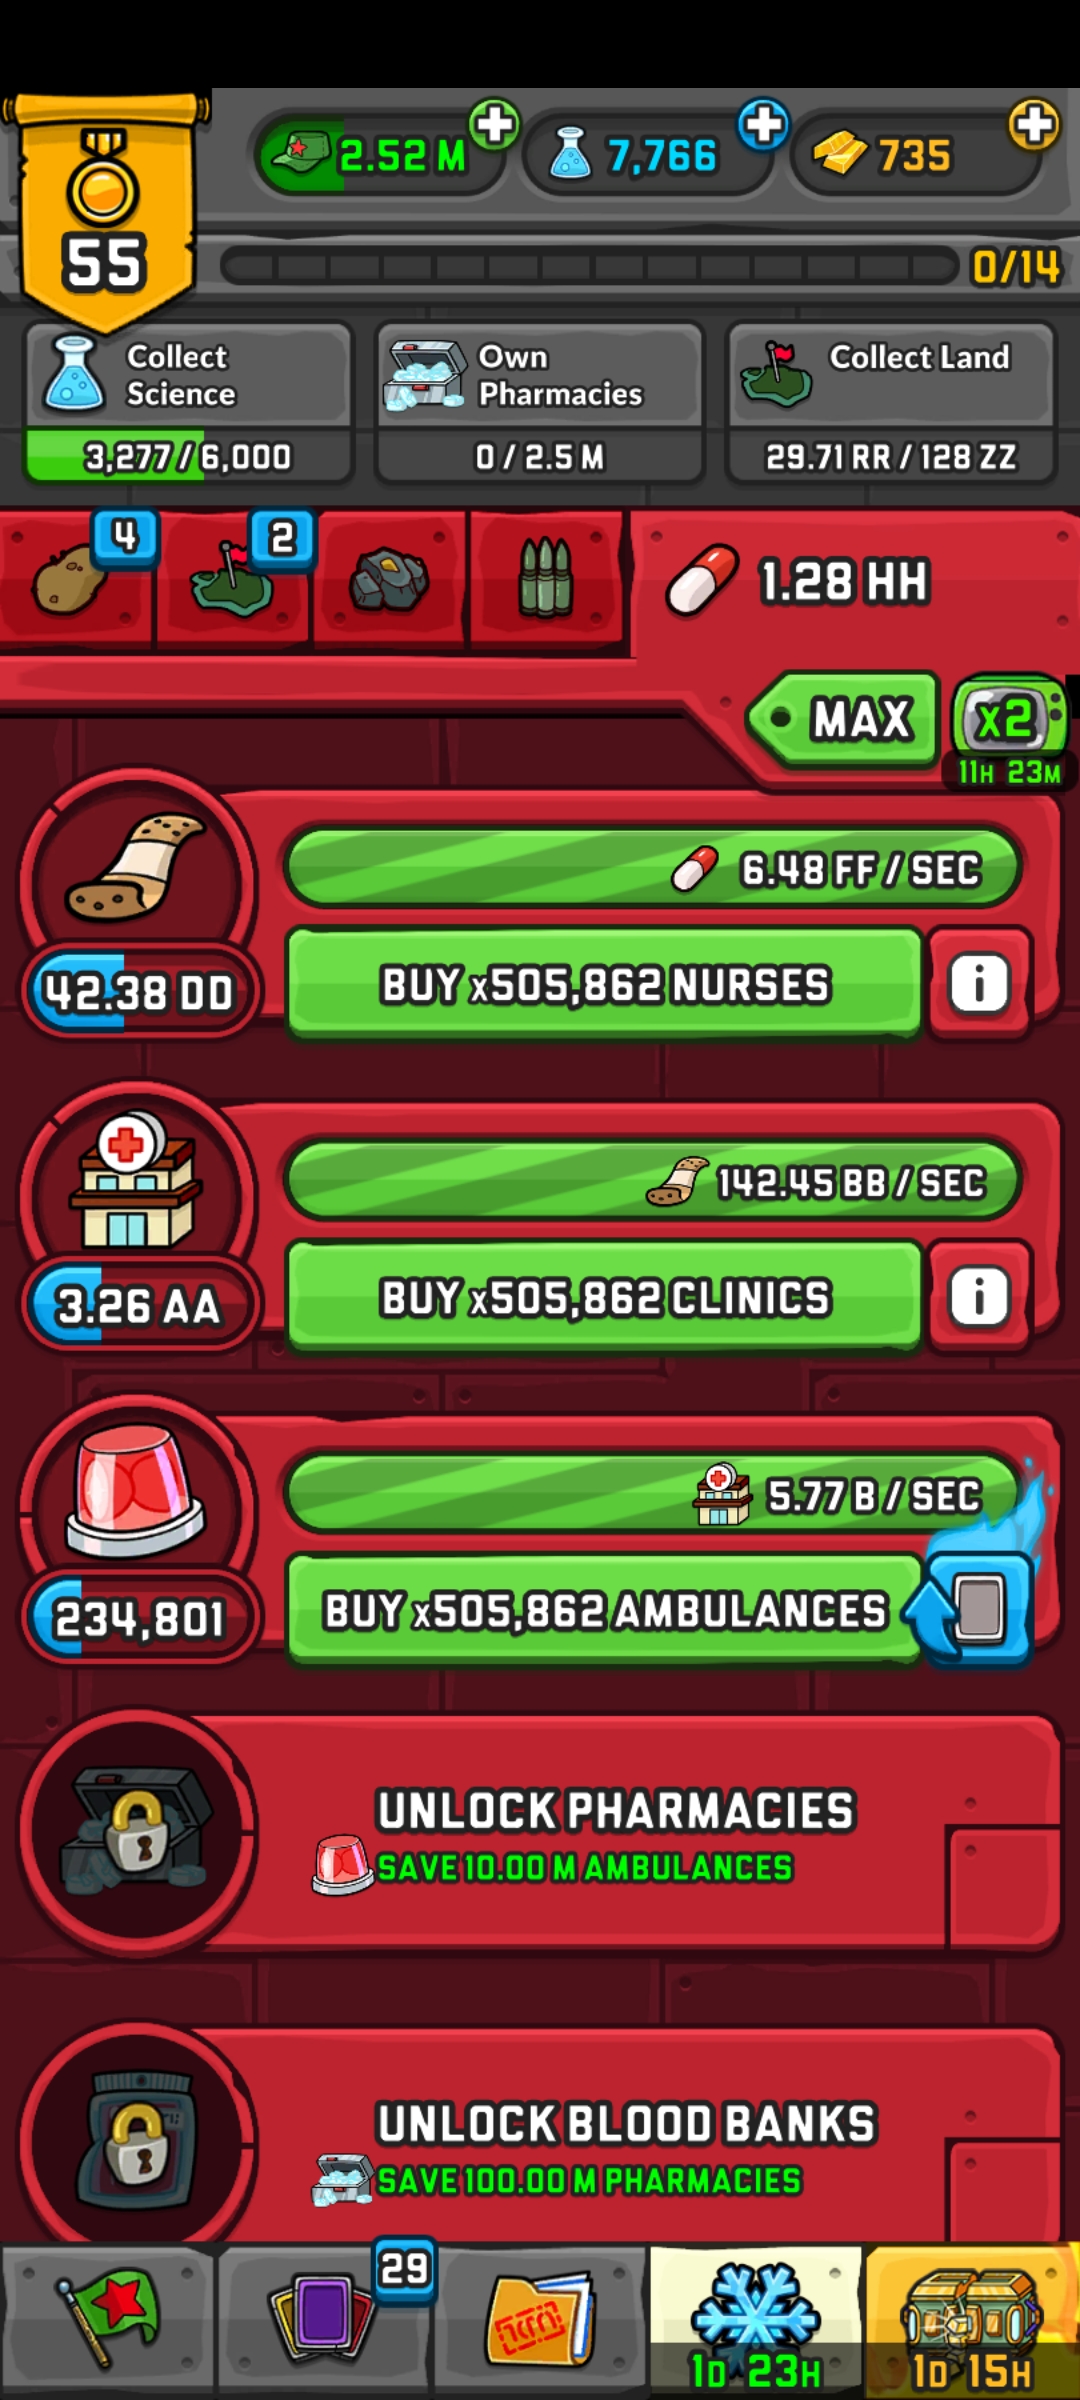 55
2.52 M
7,766
735
0/14
Collect
Science
3,277 / 6,000
Own
Pharmacies
0 / 2.5 M
Collect Land
29.71 RR / 128 ZZ
4
2
1.28 HH
MAX
x2
11H 23M
6.48 FF / SEC
42.38 DD
BUY x505,862 NURSES
i
142.45 BB / SEC
3.26 AA
BUY x505,862 CLINICS
i
5.77 B / SEC
234,801
BUY x505,862 AMBULANCES
UNLOCK PHARMACIES
SAVE 10.00 M AMBULANCES
UNLOCK BLOOD BANKS
SAVE 100.00 M PHARMACIES
29
1D 23H
1D 15H